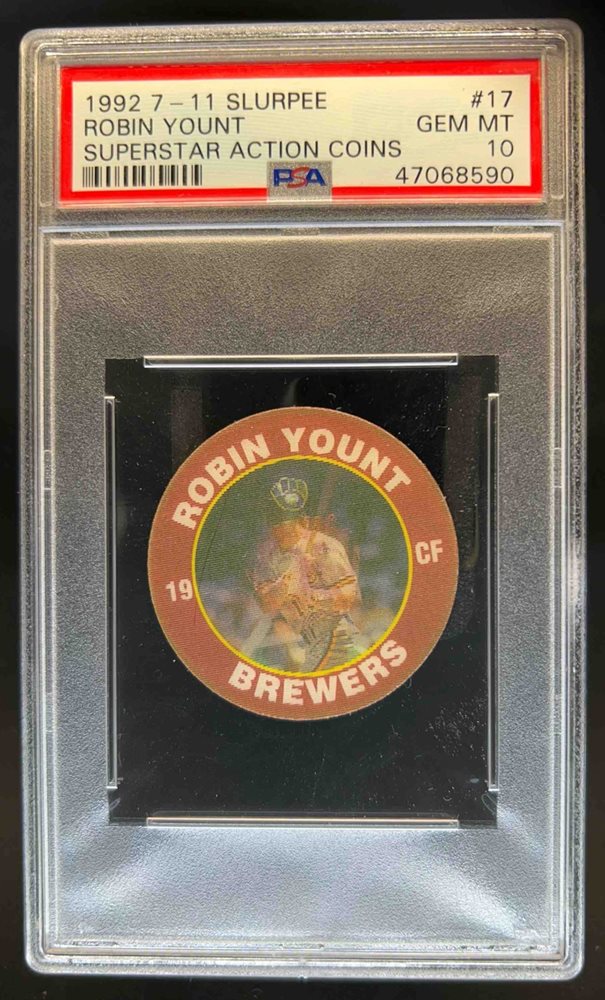 1992 7-11 SLURPEE #17
ROBIN YOUNT GEM MT
SUPERSTAR ACTION COINS 10
PSA 47068590
ROBIN YOUNT
19 CF
BREWERS